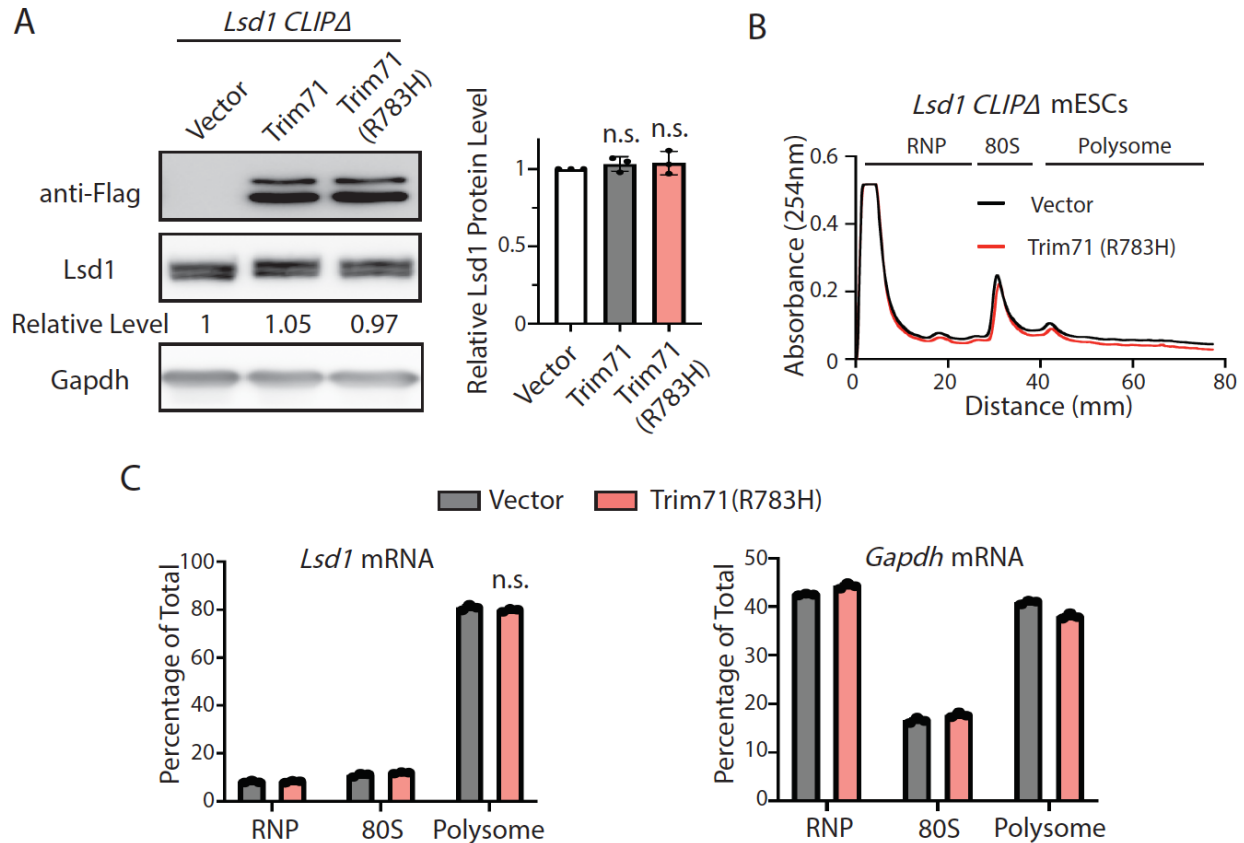 A
Lsd1 CLIPΔ
Vector
Trim71
Trim71
(R783H)
anti-Flag
Lsd1
Relative Level 1 1.05 0.97
Gapdh
Relative Lsd1 Protein Level
n.s.
n.s.
1
0.5
0
Vector
Trim71
Trim71
(R783H)
B
Lsd1 CLIPΔ mESCs
RNP 80S Polysome
Absorbance (254nm)
0.6
0.4
0.2
0
Vector
Trim71 (R783H)
0 20 40 60 80
Distance (mm)
C
Vector Trim71(R783H)
Lsd1 mRNA
Percentage of Total
n.s.
100
80
60
40
20
0
RNP 80S Polysome
Gapdh mRNA
Percentage of Total
50
40
30
20
10
0
RNP 80S Polysome